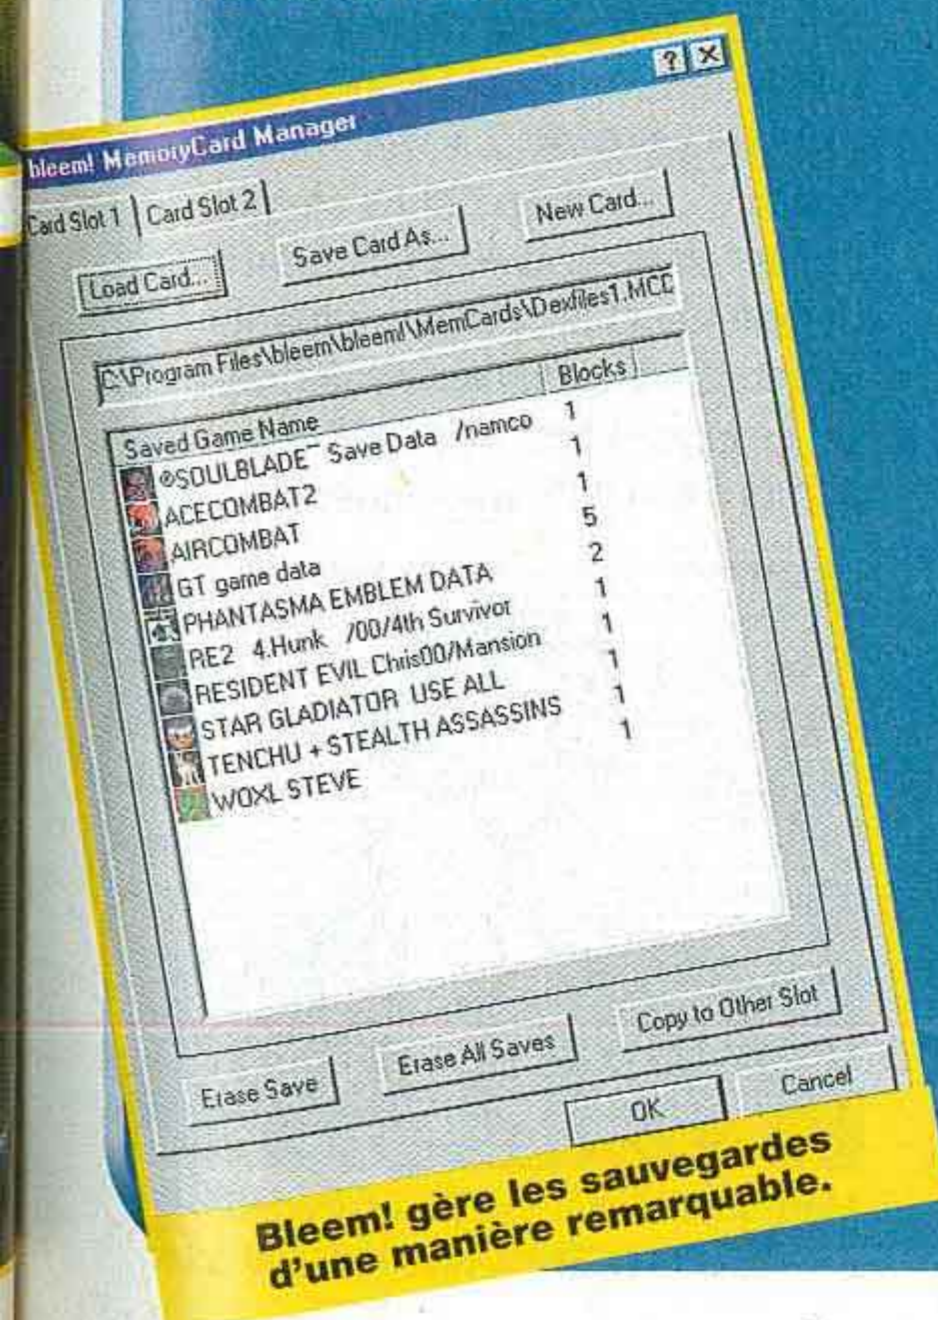 bleem! MemoryCard Manager
Card Slot 1 Card Slot 2
Load Card... Save Card As... New Card...
C:\Program Files\bleem\bleem!\MemCards\Dexfiles1.MCD
Saved Game Name Blocks
©SOULBLADE™ Save Data /namco 1
ACECOMBAT2 1
AIRCOMBAT 1
GT game data 5
PHANTASMA EMBLEM DATA 2
RE2 4.Hunk /00/4th Survivor 1
RESIDENT EVIL Chris00/Mansion 1
STAR GLADIATOR USE ALL 1
TENCHU + STEALTH ASSASSINS 1
WOXL STEVE 1
Erase Save Erase All Saves Copy to Other Slot
OK Cancel
Bleem! gère les sauvegardes
d'une manière remarquable.